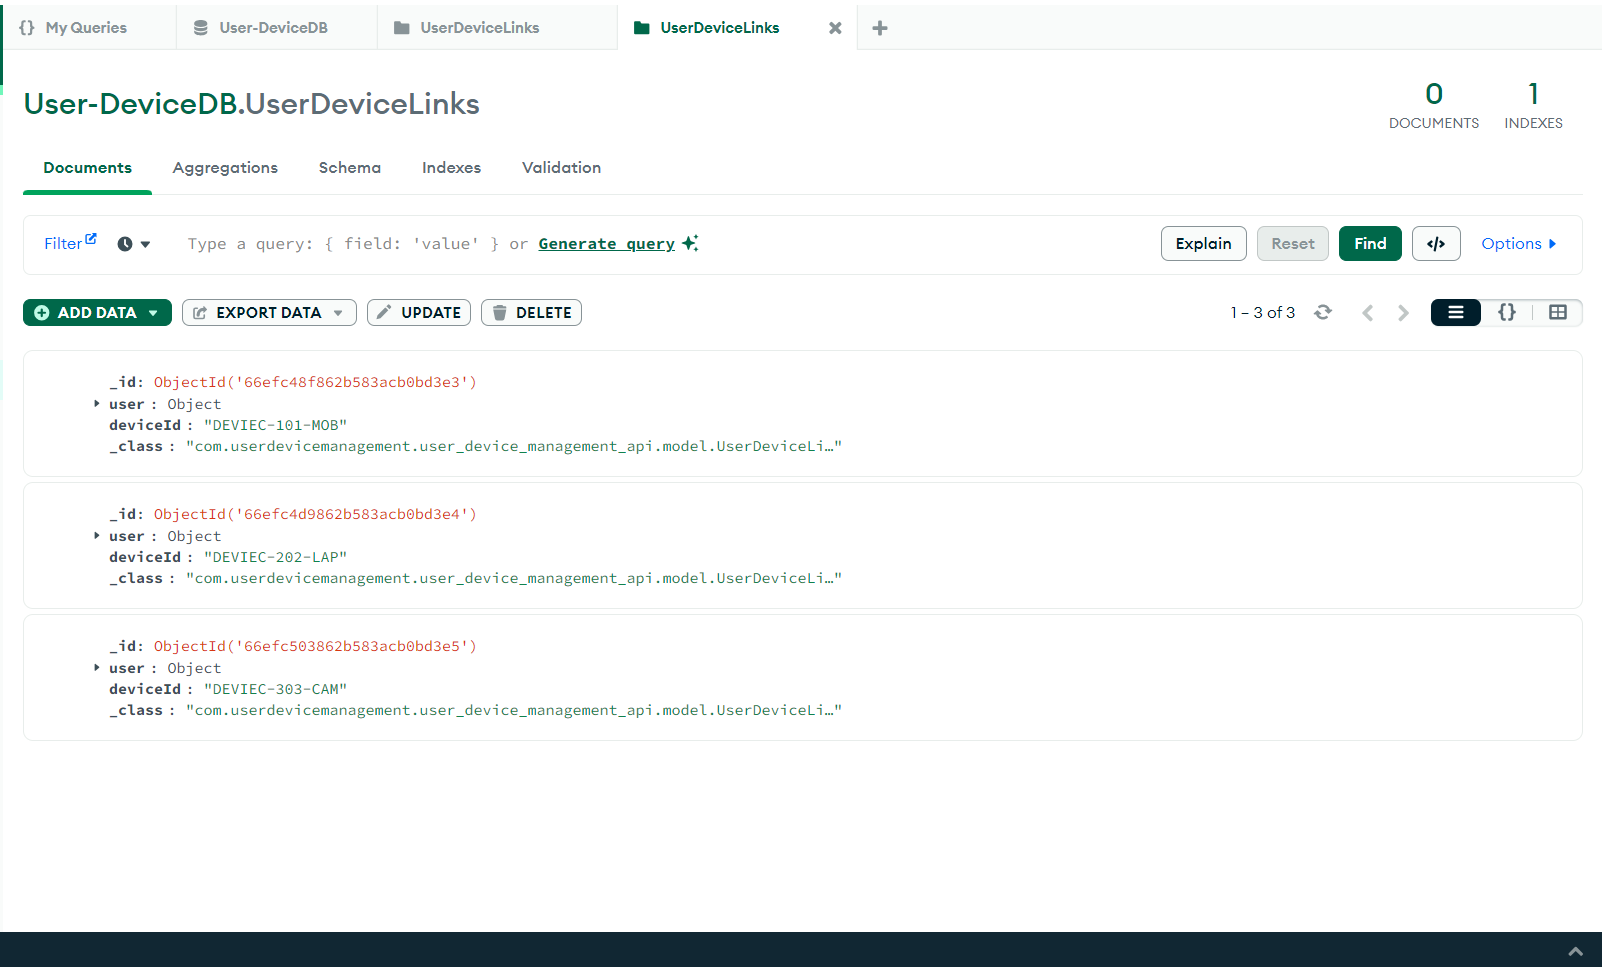 {} My Queries User-DeviceDB UserDeviceLinks UserDeviceLinks
User-DeviceDB.UserDeviceLinks
0 1
DOCUMENTS INDEXES
Documents Aggregations Schema Indexes Validation
Filter Type a query: { field: 'value' } or Generate query Explain Reset Find </> Options
ADD DATA EXPORT DATA UPDATE DELETE 1 – 3 of 3 {}
_id: ObjectId('66efc48f862b583acb0bd3e3')
user : Object
deviceId : "DEVIEC-101-MOB"
_class : "com.userdevicemanagement.user_device_management_api.model.UserDeviceLi…"
_id: ObjectId('66efc4d9862b583acb0bd3e4')
user : Object
deviceId : "DEVIEC-202-LAP"
_class : "com.userdevicemanagement.user_device_management_api.model.UserDeviceLi…"
_id: ObjectId('66efc503862b583acb0bd3e5')
user : Object
deviceId : "DEVIEC-303-CAM"
_class : "com.userdevicemanagement.user_device_management_api.model.UserDeviceLi…"